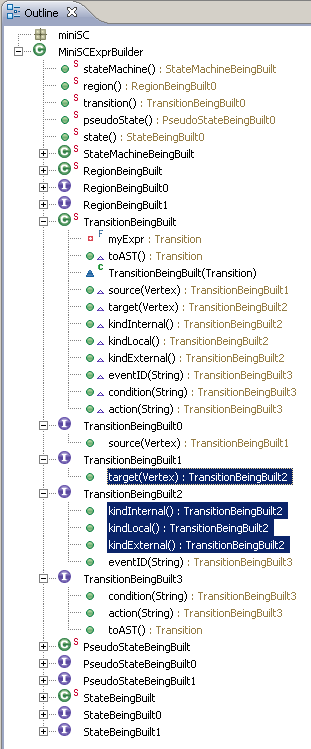 Outline
miniSC
MiniSCExprBuilder
S stateMachine() : StateMachineBeingBuilt
S region() : RegionBeingBuilt0
S transition() : TransitionBeingBuilt0
S pseudoState() : PseudoStateBeingBuilt0
S state() : StateBeingBuilt0
S StateMachineBeingBuilt
S RegionBeingBuilt
RegionBeingBuilt0
RegionBeingBuilt1
S TransitionBeingBuilt
F myExpr : Transition
toAST() : Transition
C TransitionBeingBuilt(Transition)
source(Vertex) : TransitionBeingBuilt1
target(Vertex) : TransitionBeingBuilt2
kindInternal() : TransitionBeingBuilt2
kindLocal() : TransitionBeingBuilt2
kindExternal() : TransitionBeingBuilt2
eventID(String) : TransitionBeingBuilt3
condition(String) : TransitionBeingBuilt3
action(String) : TransitionBeingBuilt3
TransitionBeingBuilt0
source(Vertex) : TransitionBeingBuilt1
TransitionBeingBuilt1
target(Vertex) : TransitionBeingBuilt2
TransitionBeingBuilt2
kindInternal() : TransitionBeingBuilt2
kindLocal() : TransitionBeingBuilt2
kindExternal() : TransitionBeingBuilt2
eventID(String) : TransitionBeingBuilt3
TransitionBeingBuilt3
condition(String) : TransitionBeingBuilt3
action(String) : TransitionBeingBuilt3
toAST() : Transition
S PseudoStateBeingBuilt
PseudoStateBeingBuilt0
PseudoStateBeingBuilt1
S StateBeingBuilt
StateBeingBuilt0
StateBeingBuilt1